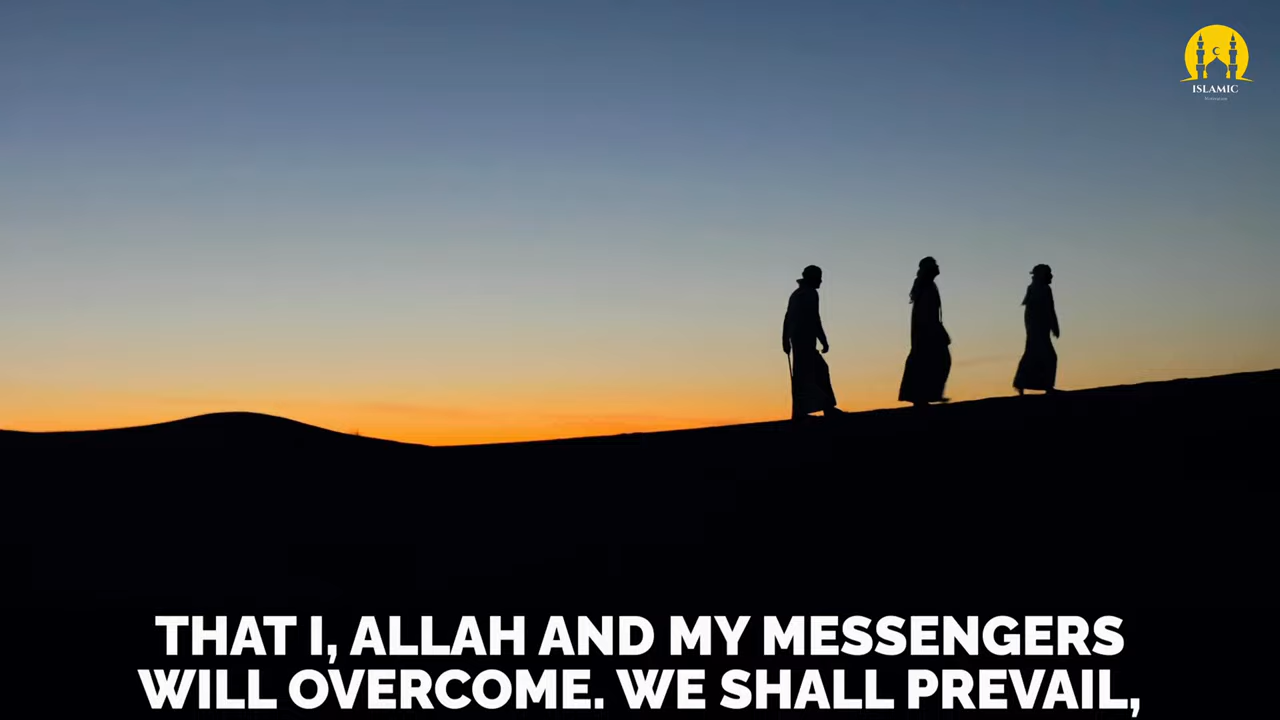 ISLAMIC
THAT I, ALLAH AND MY MESSENGERS
WILL OVERCOME. WE SHALL PREVAIL,